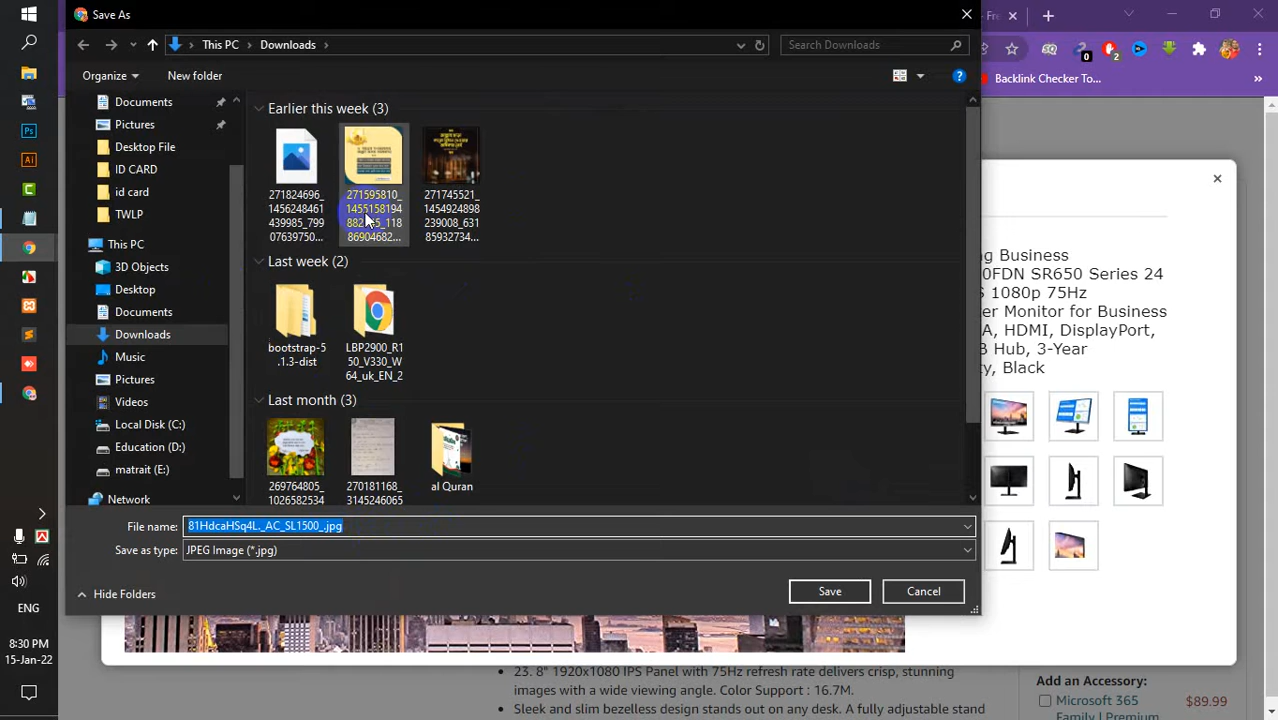 Save As
This PC
Downloads
Search Downloads
Organize
New folder
Documents
Pictures
Desktop File
ID CARD
id card
TWLP
This PC
3D Objects
Desktop
Documents
Downloads
Music
Pictures
Videos
Local Disk (C:)
Education (D:)
matrait (E:)
Network
Earlier this week (3)
271824696_
1456248461
439985_799
07639750...
271595810_
1455158194
118
86904682...
271745521_
1454924898
239008_631
85932734...
Last week (2)
bootstrap-5
.1.3-dist
LBP2900_R1
50_V330_W
64_uk_EN_2
Last month (3)
269764805_
1026582534
270181168_
3145246065
al Quran
File name:
81HdcaHSq4L._AC_SL1500_.jpg
Save as type:
JPEG Image (*.jpg)
Hide Folders
Save
Cancel
Fre
0
2
Backlink Checker To...
»
ng Business
0FDN SR650 Series 24
S 1080p 75Hz
er Monitor for Business
A, HDMI, DisplayPort,
B Hub, 3-Year
ty, Black
23. 8" 1920x1080 IPS Panel with 75Hz refresh rate delivers crisp, stunning
images with a wide viewing angle. Color Support : 16.7M.
Sleek and slim bezelless design stands out on any desk. A fully adjustable stand
Add an Accessory:
Microsoft 365
Family | Premium
$89.99
Ps
Ai
ENG
8:30 PM
15-Jan-22